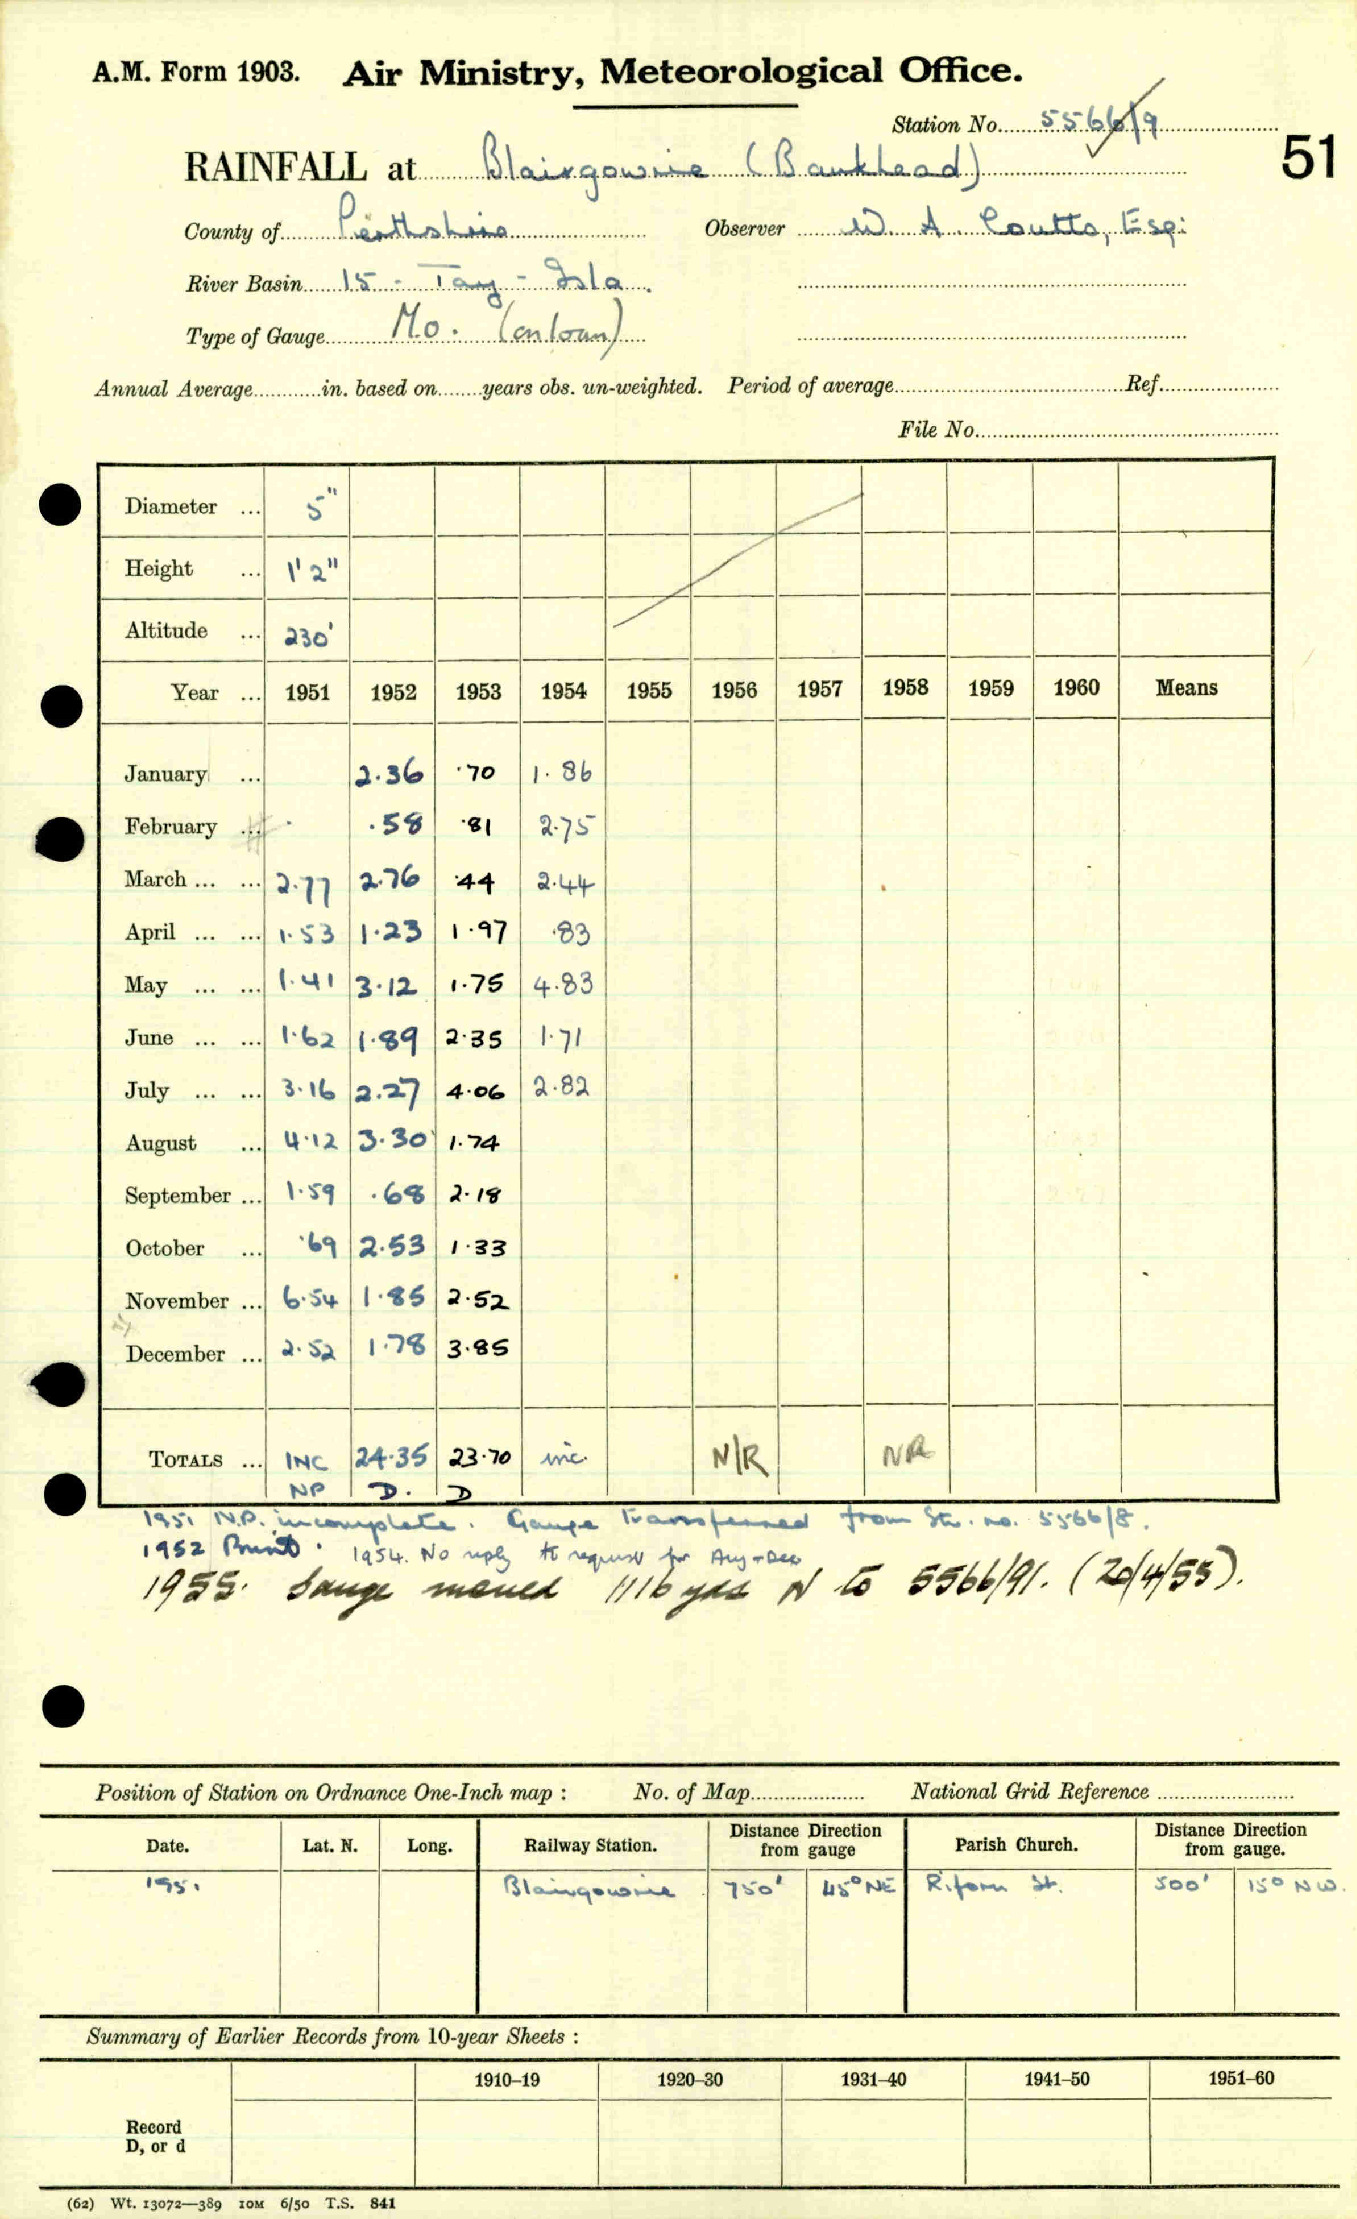 A.M. Form 1903. Air Ministry, Meteorological Office.
Station No. 5566/9
RAINFALL at Blairgowrie (Bankhead) 51
County of Perthshire Observer W. A. Coutts, Esq:
River Basin 15 - Tay - Isla.
Type of Gauge Mo. (on loan)
Annual Average in. based on years obs. un-weighted. Period of average Ref.
File No.
Diameter ... 5"
Height ... 1'2"
Altitude ... 230'
Year ... 1951 1952 1953 1954 1955 1956 1957 1958 1959 1960 Means
January ... 2.36 .70 1.86
February ... .58 .81 2.75
March ... ... 2.77 2.76 .44 2.44
April ... ... 1.53 1.23 1.97 .83
May ... ... 1.41 3.12 1.75 4.83
June ... ... 1.62 1.89 2.35 1.71
July ... ... 3.16 2.27 4.06 2.82
August ... 4.12 3.30 1.74
September ... 1.59 .68 2.18
October ... .69 2.53 1.33
November ... 6.54 1.85 2.52
December ... 2.52 1.78 3.85
TOTALS ... INC 24.35 23.70 inc. N/R NR
NP D. D
1951 N.P. incomplete. Gauge transferred from Stn. no. 5566/8.
1952 Burnt. 1954. No reply to request for Aug-Dec
1955. Gauge moved 1116 yds N to 5566/91. (20/4/55).
Position of Station on Ordnance One-Inch map : No. of Map National Grid Reference
Date. Lat. N. Long. Railway Station. Distance Direction from gauge Parish Church. Distance Direction from gauge.
1951 Blairgowrie 750' 45° NE Riform St. 500' 15° NW.
Summary of Earlier Records from 10-year Sheets :
1910–19 1920–30 1931–40 1941–50 1951–60
Record
D, or d
(62) Wt. 13072—389 10M 6/50 T.S. 841